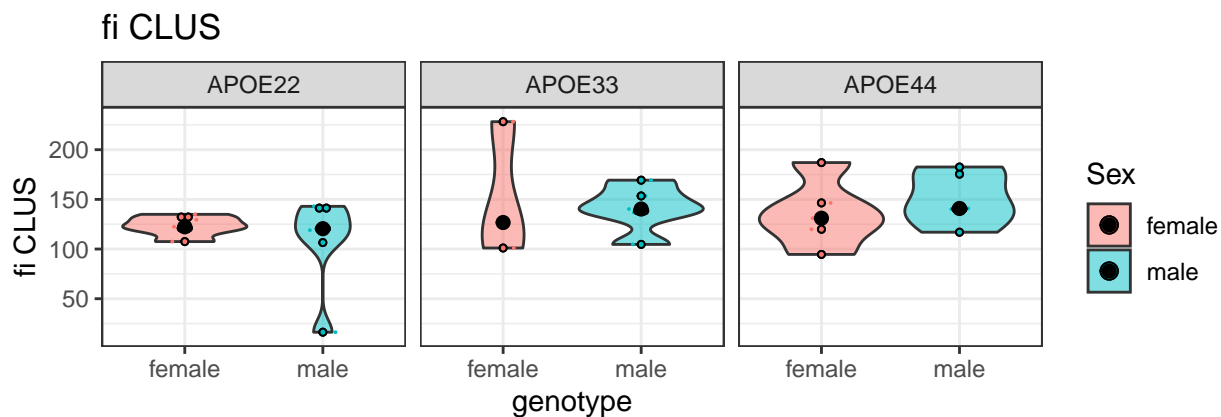 fi CLUS
APOE22
APOE33
APOE44
fi CLUS
200
150
100
50
female
male
female
male
female
male
genotype
Sex
female
male